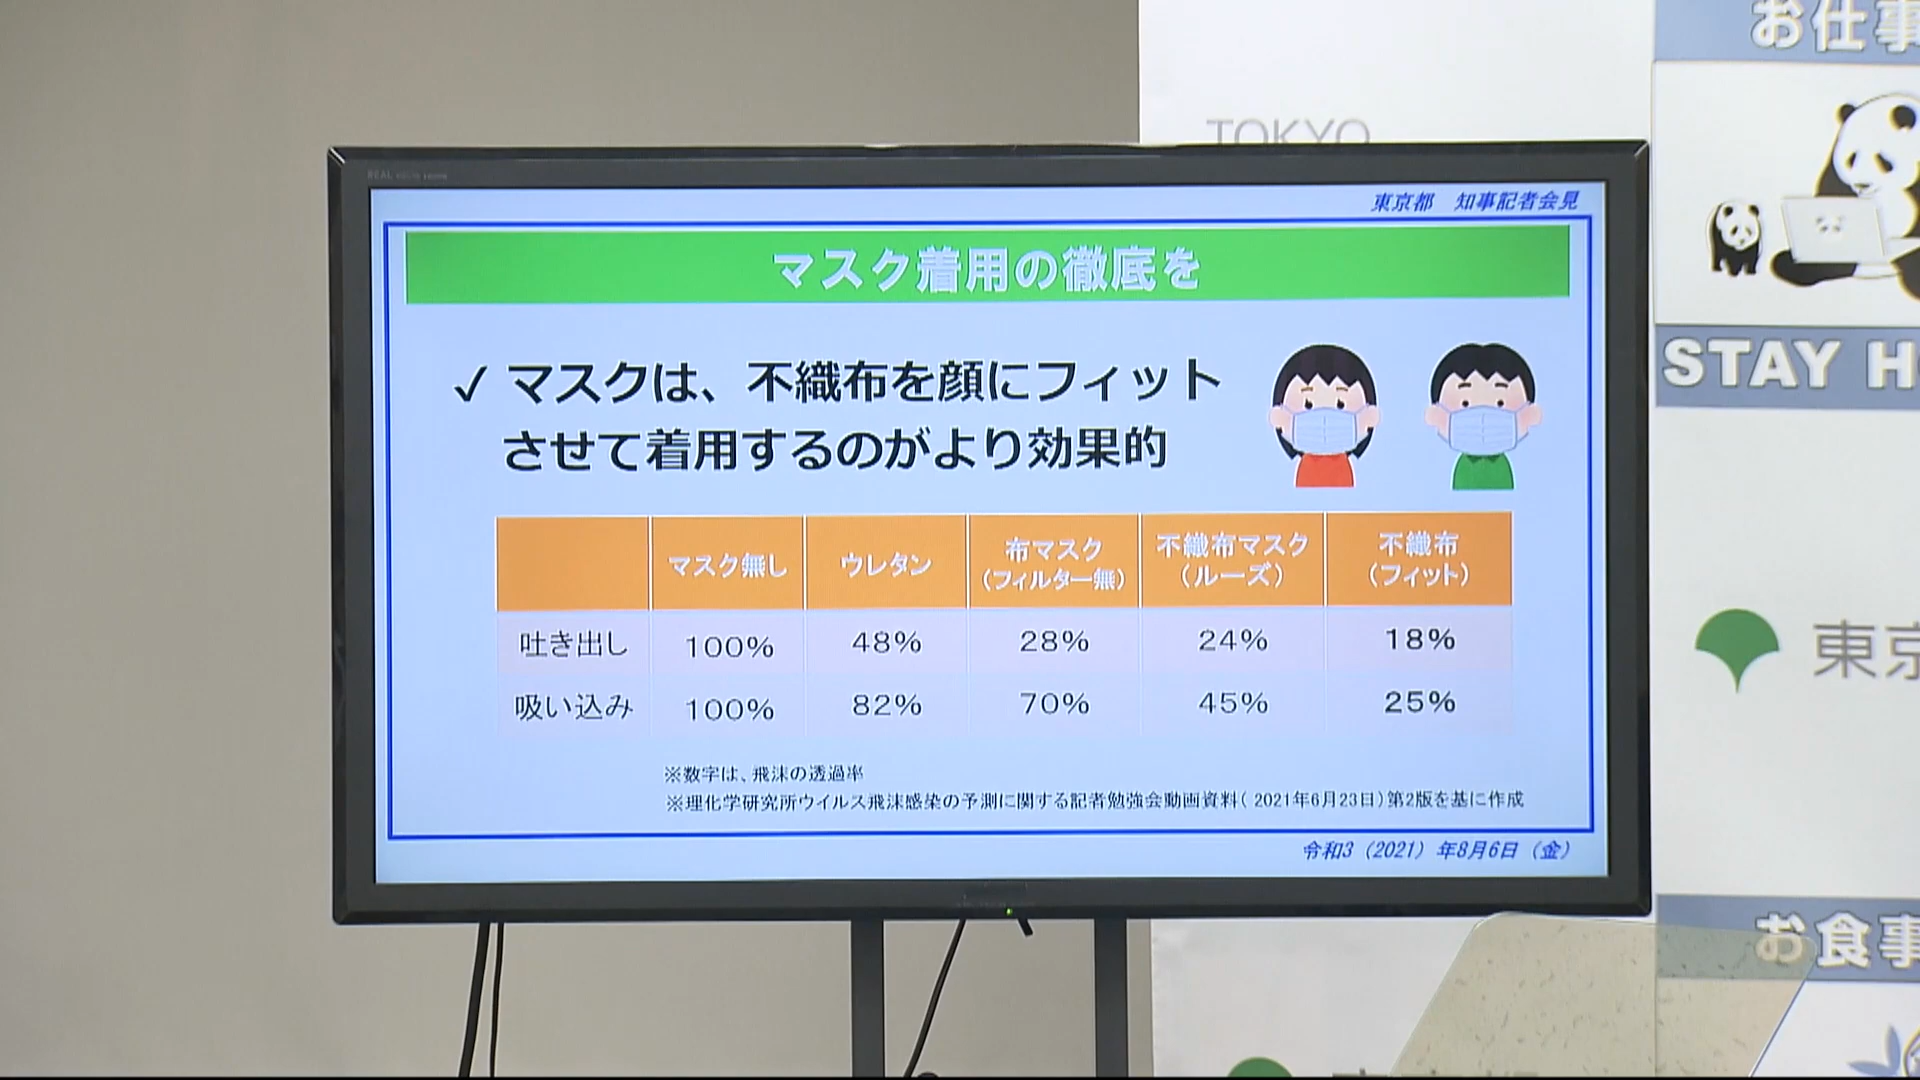 お仕事
TOKYO
東京都　知事記者会見
マスク着用の徹底を
✓ マスクは、不織布を顔にフィット
させて着用するのがより効果的
マスク無し ウレタン 布マスク（フィルター無） 不織布マスク（ルーズ） 不織布（フィット）
吐き出し 100% 48% 28% 24% 18%
吸い込み 100% 82% 70% 45% 25%
※数字は、飛沫の透過率
※理化学研究所ウイルス飛沫感染の予測に関する記者勉強会動画資料（ 2021年6月23日）第2版を基に作成
令和3（2021）年8月6日（金）
STAY H
東京
お食事